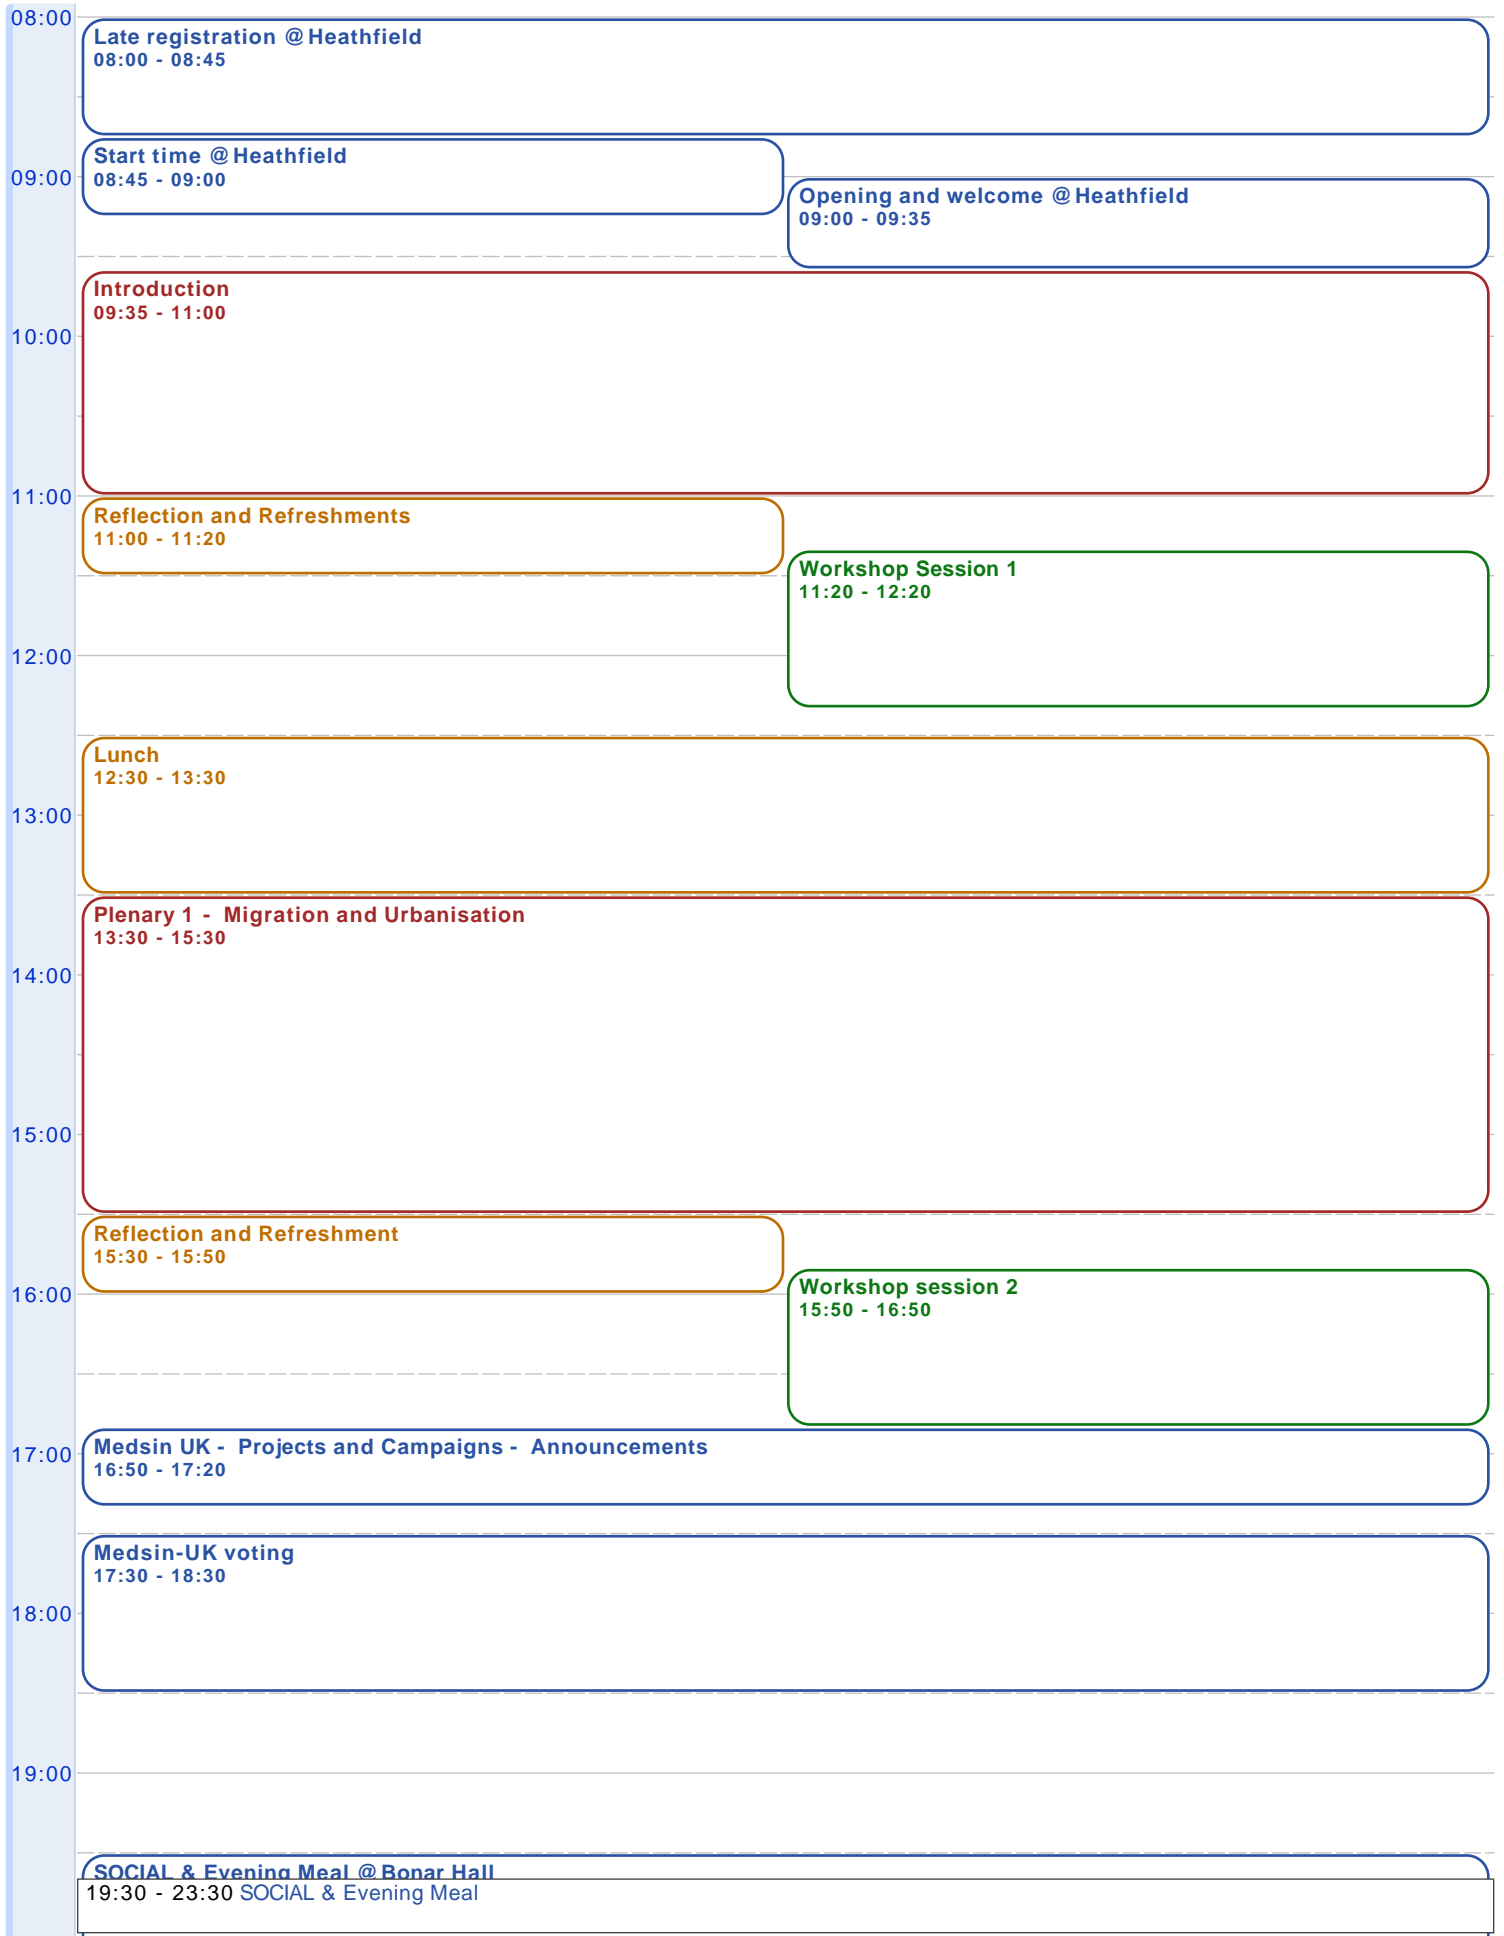 08:00
Late registration @ Heathfield
08:00 - 08:45
Start time @ Heathfield
08:45 - 09:00
09:00
Opening and welcome @ Heathfield
09:00 - 09:35
Introduction
09:35 - 11:00
10:00
11:00
Reflection and Refreshments
11:00 - 11:20
Workshop Session 1
11:20 - 12:20
12:00
Lunch
12:30 - 13:30
13:00
Plenary 1 - Migration and Urbanisation
13:30 - 15:30
14:00
15:00
Reflection and Refreshment
15:30 - 15:50
16:00
Workshop session 2
15:50 - 16:50
Medsin UK - Projects and Campaigns - Announcements
16:50 - 17:20
17:00
Medsin-UK voting
17:30 - 18:30
18:00
19:00
SOCIAL & Evening Meal @ Bonar Hall
19:30 - 23:30 SOCIAL & Evening Meal